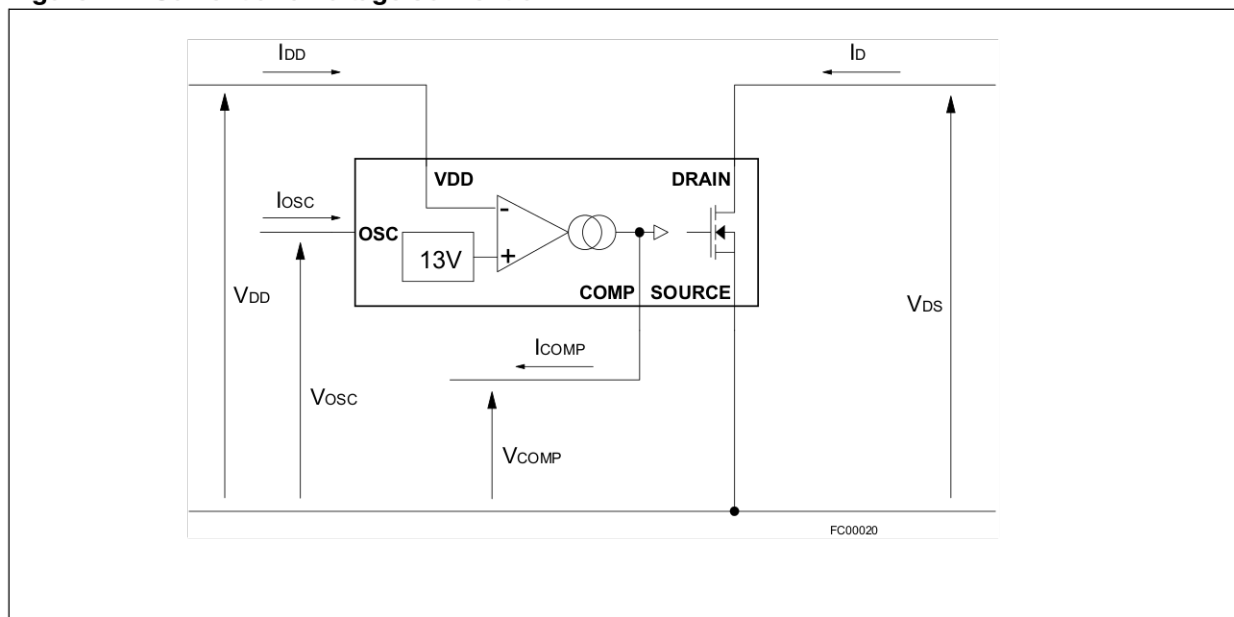 IDD
ID
VDD
DRAIN
IOSC
OSC
-
13V
+
COMP
SOURCE
VDD
VDS
ICOMP
VOSC
VCOMP
FC00020